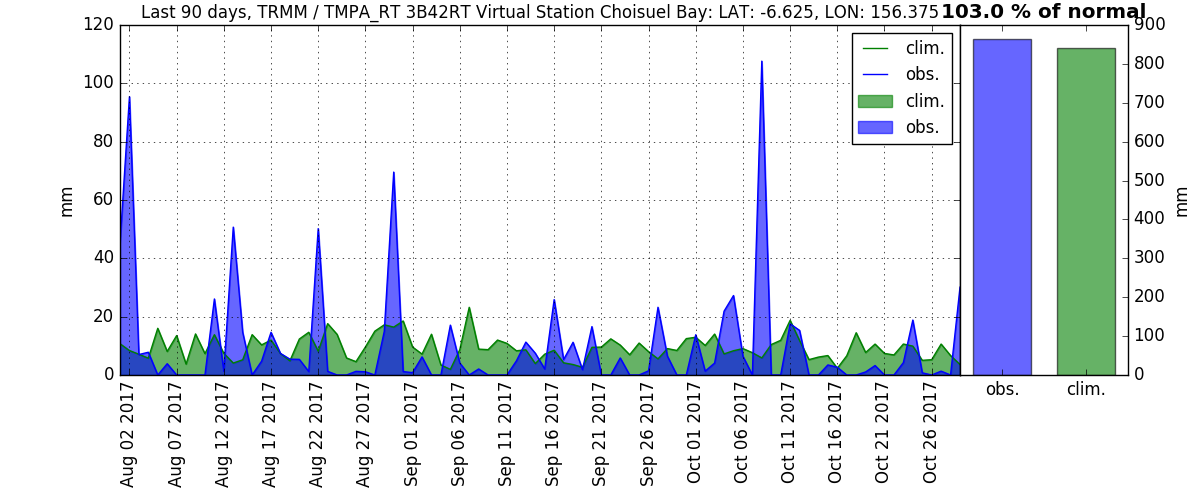 Last 90 days, TRMM / TMPA_RT 3B42RT Virtual Station Choisuel Bay: LAT: -6.625, LON: 156.375
103.0 % of normal
120
100
80
60
40
20
0
mm
clim.
obs.
clim.
obs.
Aug 02 2017
Aug 07 2017
Aug 12 2017
Aug 17 2017
Aug 22 2017
Aug 27 2017
Sep 01 2017
Sep 06 2017
Sep 11 2017
Sep 16 2017
Sep 21 2017
Sep 26 2017
Oct 01 2017
Oct 06 2017
Oct 11 2017
Oct 16 2017
Oct 21 2017
Oct 26 2017
900
800
700
600
500
400
300
200
100
0
mm
obs.
clim.